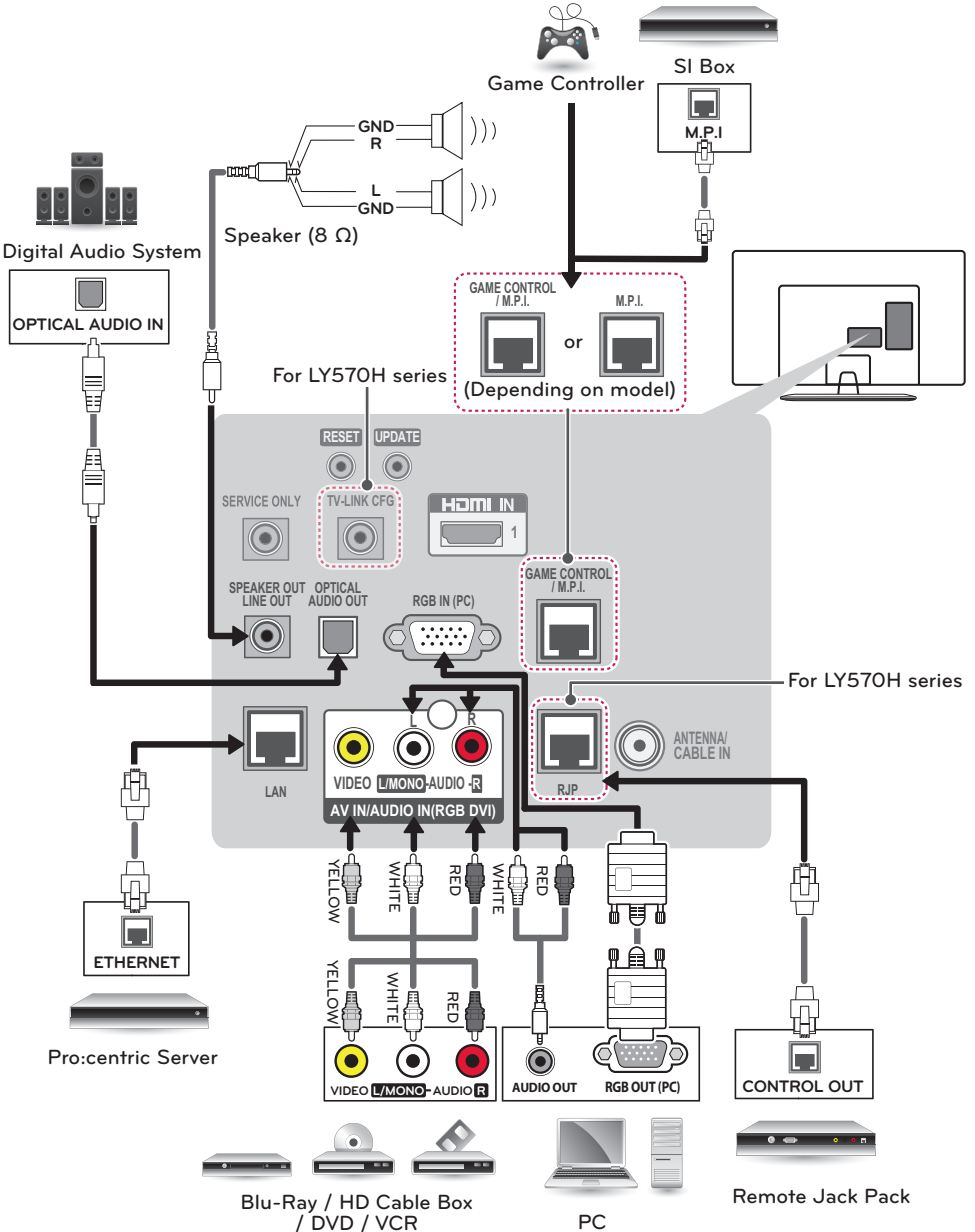 Game Controller
SI Box
M.P.I
GND
R
L
GND
Speaker (8 Ω)
Digital Audio System
OPTICAL AUDIO IN
GAME CONTROL
/ M.P.I.
M.P.I.
or
(Depending on model)
For LY570H series
RESET
UPDATE
SERVICE ONLY
TV-LINK CFG
HDMI IN
1
SPEAKER OUT
LINE OUT
OPTICAL
AUDIO OUT
RGB IN (PC)
GAME CONTROL
/ M.P.I.
For LY570H series
L
R
LAN
VIDEO L/MONO-AUDIO -R
AV IN/AUDIO IN(RGB DVI)
RJP
ANTENNA/
CABLE IN
YELLOW
WHITE
RED
WHITE
RED
ETHERNET
Pro:centric Server
YELLOW
WHITE
RED
VIDEO L/MONO-AUDIO R
AUDIO OUT
RGB OUT (PC)
CONTROL OUT
Blu-Ray / HD Cable Box
/ DVD / VCR
PC
Remote Jack Pack